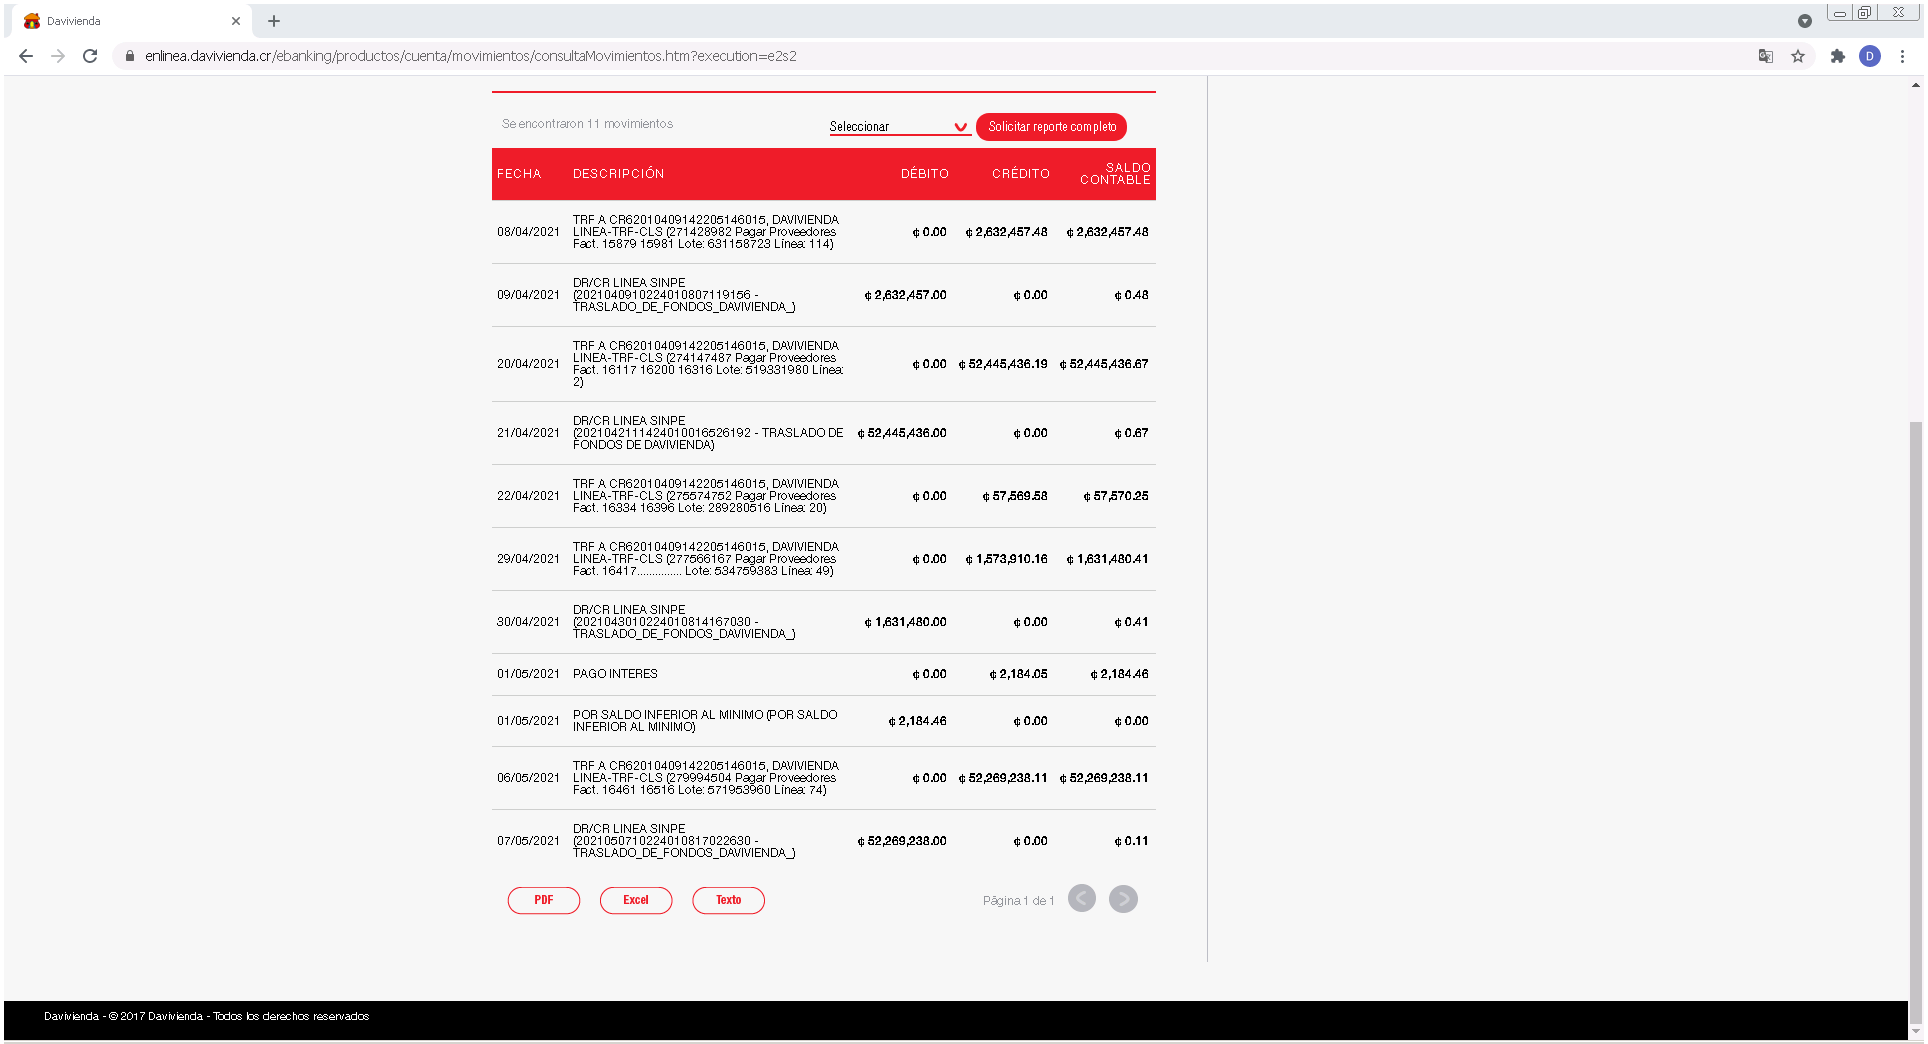 Davivienda
enlinea.davivienda.cr/ebanking/productos/cuenta/movimientos/consultaMovimientos.htm?execution=e2s2
D
Se encontraron 11 movimientos
Seleccionar
Solicitar reporte completo
FECHA DESCRIPCIÓN DÉBITO CRÉDITO SALDO
CONTABLE
TRF A CR62010409142205146015, DAVIVIENDA
08/04/2021 LINEA-TRF-CLS (271428982 Pagar Proveedores ¢ 0.00 ¢ 2,632,457.48 ¢ 2,632,457.48
Fact. 15879 15981 Lote: 631158723 Linea: 114)
DR/CR LINEA SINPE
09/04/2021 (2021040910224010807119156 - ¢ 2,632,457.00 ¢ 0.00 ¢ 0.48
TRASLADO_DE_FONDOS_DAVIVIENDA_)
TRF A CR62010409142205146015, DAVIVIENDA
LINEA-TRF-CLS (274147487 Pagar Proveedores
20/04/2021 Fact. 16117 16200 16316 Lote: 519331980 Linea: ¢ 0.00 ¢ 52,445,436.19 ¢ 52,445,436.67
2)
DR/CR LINEA SINPE
21/04/2021 (2021042111424010016526192 - TRASLADO DE ¢ 52,445,436.00 ¢ 0.00 ¢ 0.67
FONDOS DE DAVIVIENDA)
TRF A CR62010409142205146015, DAVIVIENDA
22/04/2021 LINEA-TRF-CLS (275574752 Pagar Proveedores ¢ 0.00 ¢ 57,569.58 ¢ 57,570.25
Fact. 16334 16396 Lote: 289280516 Linea: 20)
TRF A CR62010409142205146015, DAVIVIENDA
29/04/2021 LINEA-TRF-CLS (277566167 Pagar Proveedores ¢ 0.00 ¢ 1,573,910.16 ¢ 1,631,480.41
Fact. 16417............... Lote: 534759383 Linea: 49)
DR/CR LINEA SINPE
30/04/2021 (2021043010224010814167030 - ¢ 1,631,480.00 ¢ 0.00 ¢ 0.41
TRASLADO_DE_FONDOS_DAVIVIENDA_)
01/05/2021 PAGO INTERES ¢ 0.00 ¢ 2,184.05 ¢ 2,184.46
POR SALDO INFERIOR AL MINIMO (POR SALDO
01/05/2021 INFERIOR AL MINIMO) ¢ 2,184.46 ¢ 0.00 ¢ 0.00
TRF A CR62010409142205146015, DAVIVIENDA
06/05/2021 LINEA-TRF-CLS (279994504 Pagar Proveedores ¢ 0.00 ¢ 52,269,238.11 ¢ 52,269,238.11
Fact. 16461 16516 Lote: 571953960 Linea: 74)
DR/CR LINEA SINPE
07/05/2021 (2021050710224010817022630 - ¢ 52,269,238.00 ¢ 0.00 ¢ 0.11
TRASLADO_DE_FONDOS_DAVIVIENDA_)
PDF Excel Texto Página 1 de 1
Davivienda - © 2017 Davivienda - Todos los derechos reservados